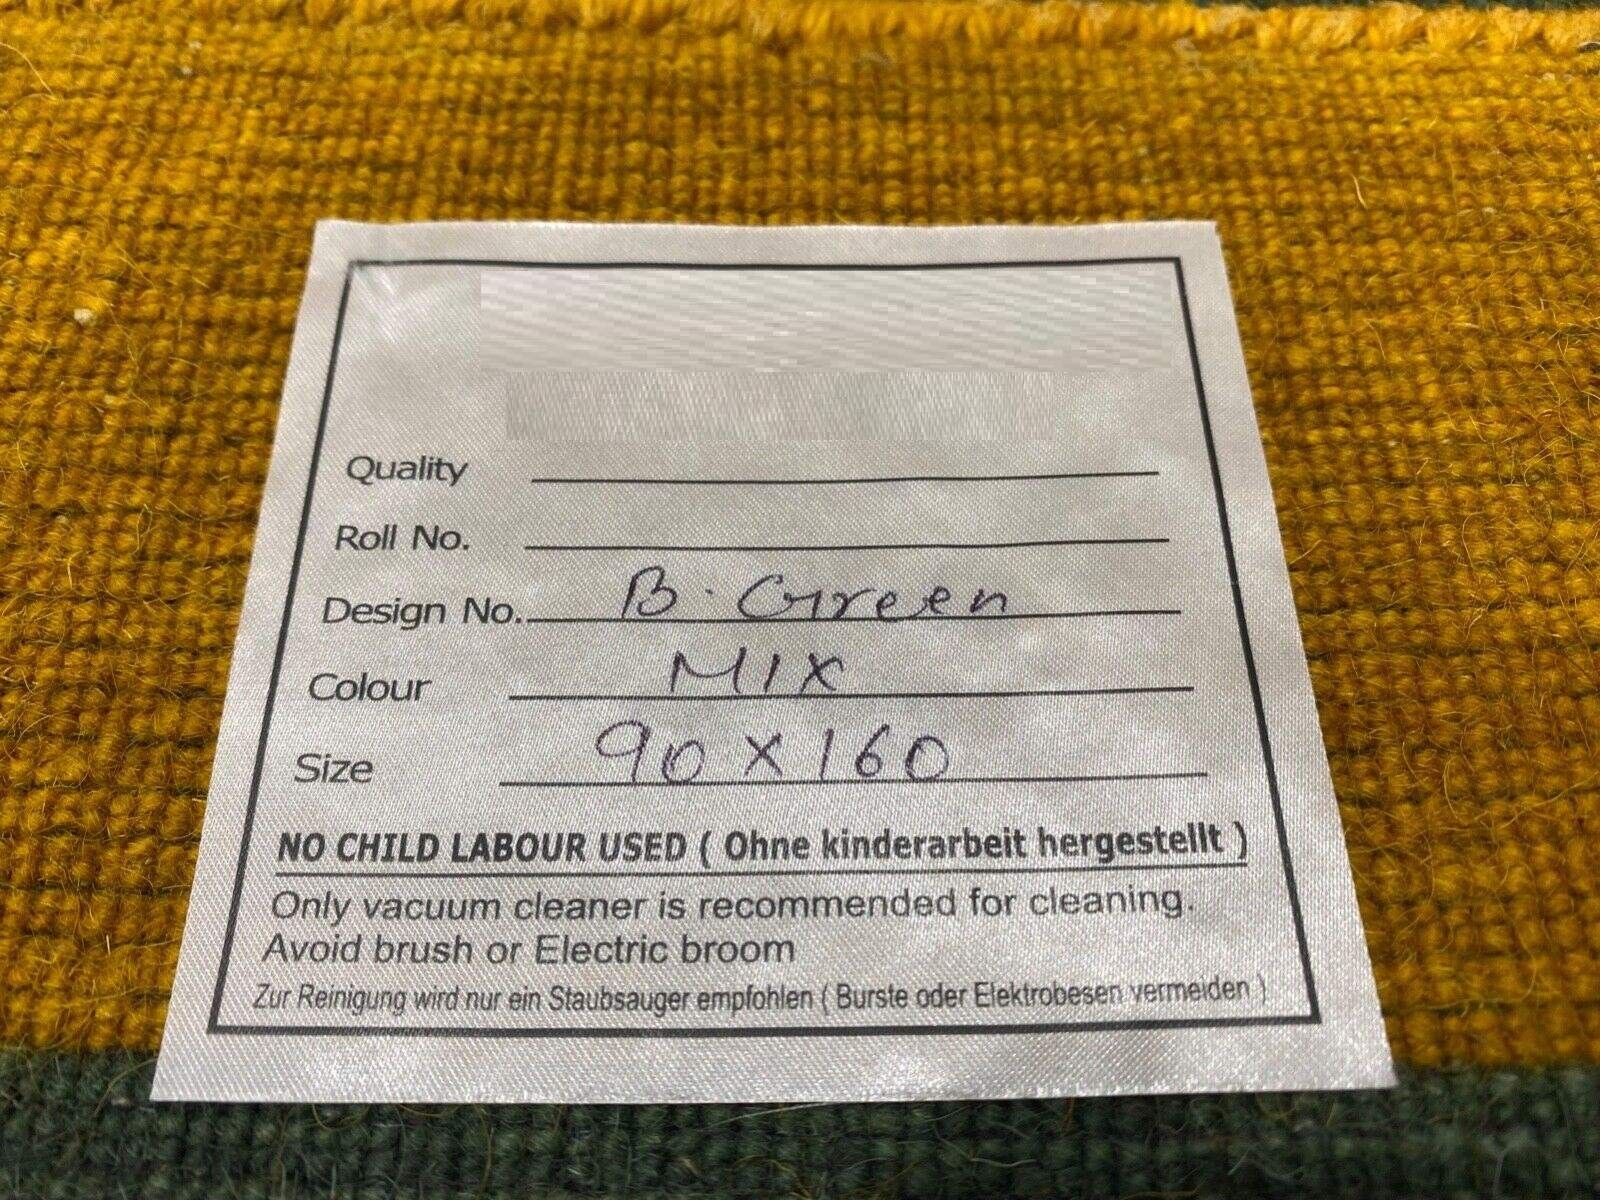 Quality
Roll No.
Design No. B. Green
Colour MIX
Size 90 X 160
NO CHILD LABOUR USED ( Ohne kinderarbeit hergestellt )
Only vacuum cleaner is recommended for cleaning.
Avoid brush or Electric broom
Zur Reinigung wird nur ein Staubsauger empfohlen ( Burste oder Elektrobesen vermeiden )